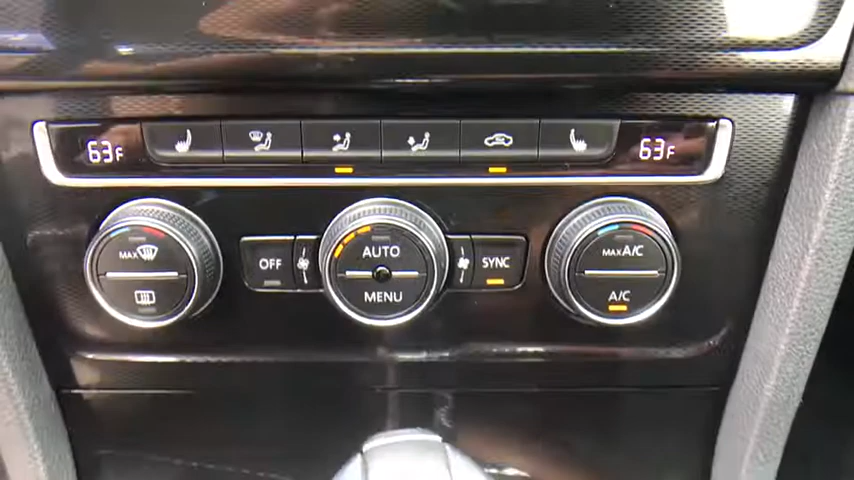 63F
63F
MAX
MAX A/C
OFF
AUTO
SYNC
MENU
A/C